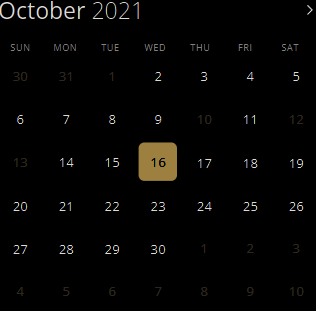 October 2021
SUN MON TUE WED THU FRI SAT
30 31 1 2 3 4 5
6 7 8 9 10 11 12
13 14 15 16 17 18 19
20 21 22 23 24 25 26
27 28 29 30 1 2 3
4 5 6 7 8 9 10